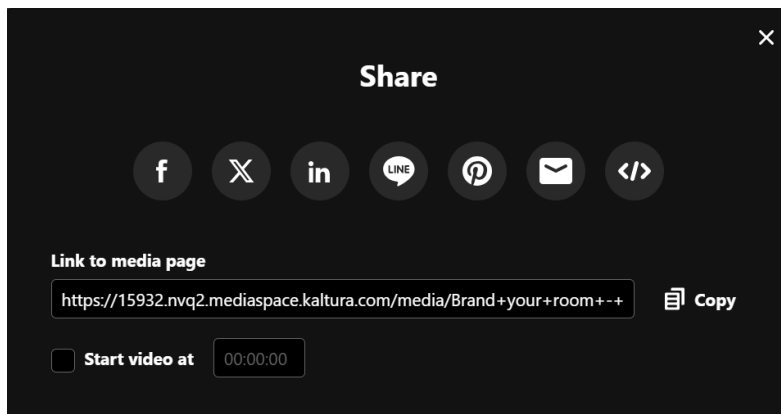 Share
f X in LINE </>
Link to media page
https://15932.nvq2.mediaspace.kaltura.com/media/Brand+your+room+-+
Copy
Start video at
00:00:00